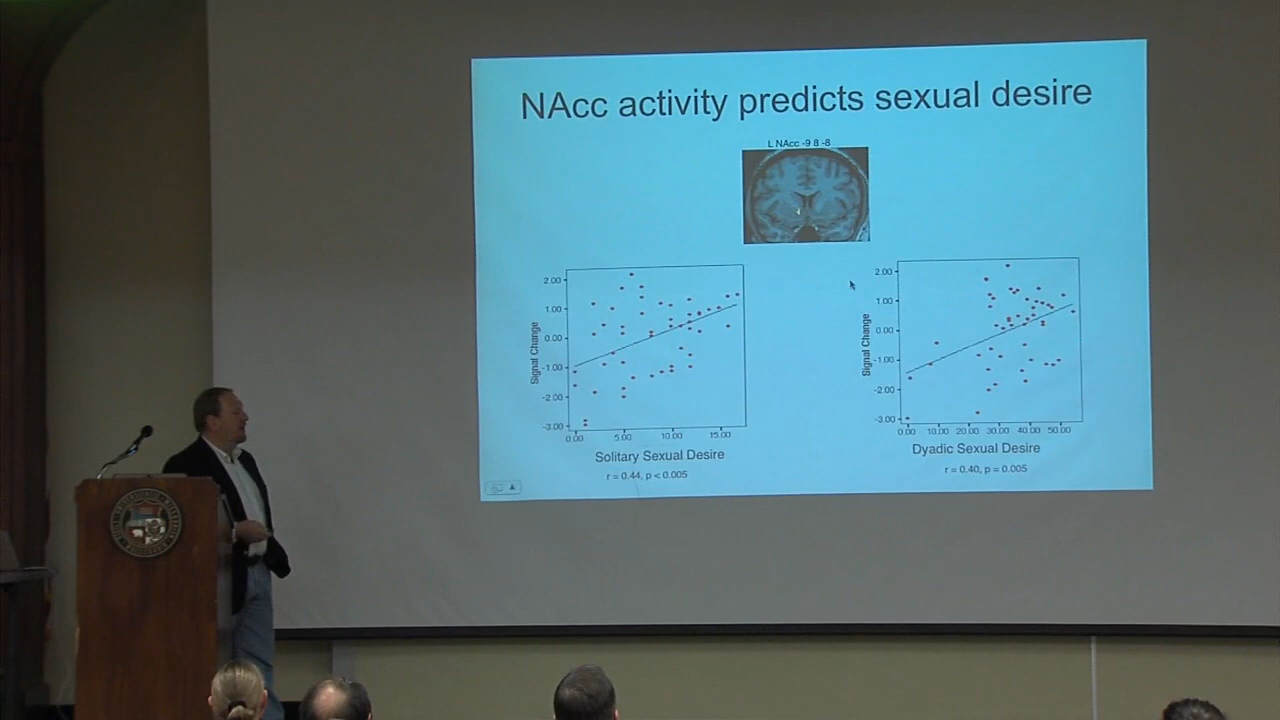 NAcc activity predicts sexual desire
L NAcc -9 8 -8
2.00
1.00
0.00
-1.00
-2.00
-3.00
0.00 5.00 10.00 15.00
Signal Change
Solitary Sexual Desire
r = 0.44, p < 0.005
2.00
1.00
0.00
-1.00
-2.00
-3.00
0.00 10.00 20.00 30.00 40.00 50.00
Signal Change
Dyadic Sexual Desire
r = 0.40, p = 0.005